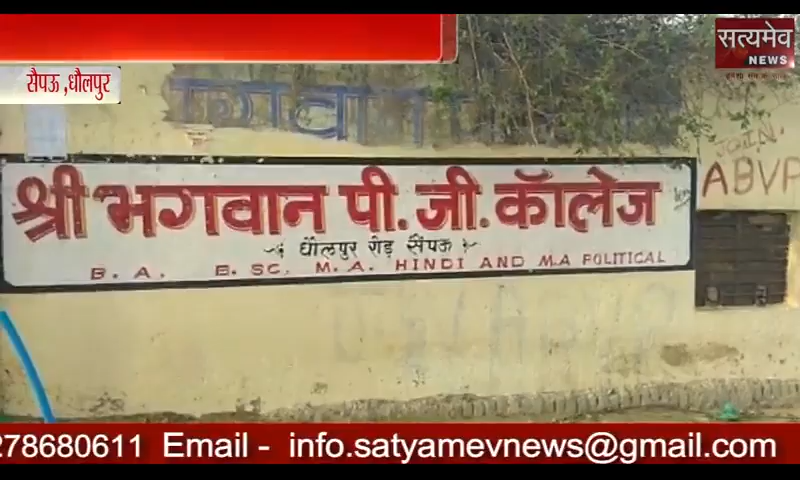 सत्यमेव
NEWS
सैपऊ ,धौलपुर
JOIN
ABVP
श्री भगवान पी.जी. कॉलेज
धौलपुर रोड़ सैंपऊ
B. A. B. SC. M. A. HINDI AND M.A POLITICAL
278680611 Email - info.satyamevnews@gmail.com